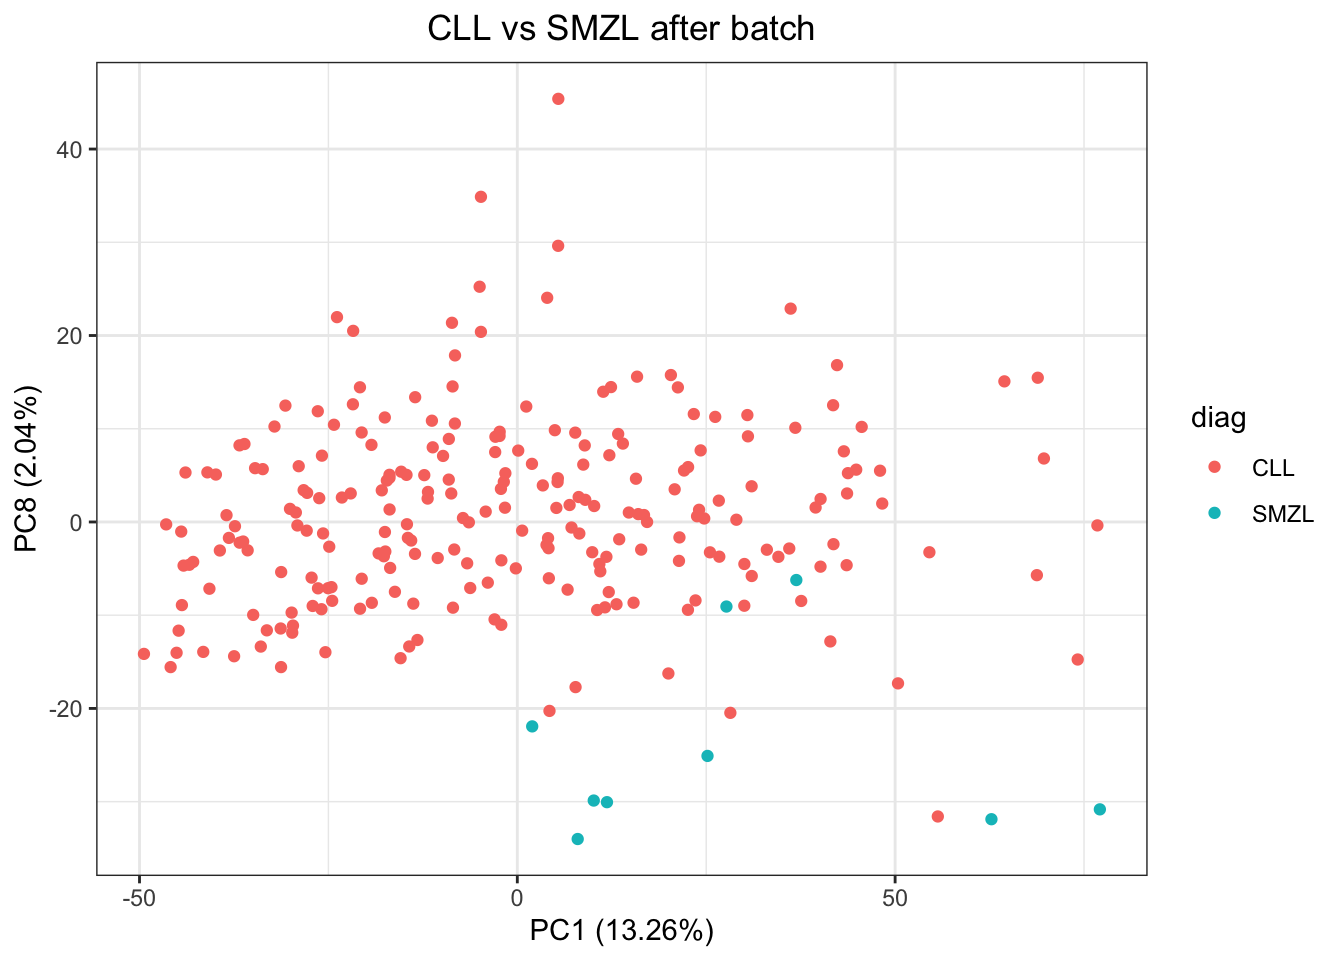 CLL vs SMZL after batch
40
20
0
-20
PC8 (2.04%)
-50
0
50
PC1 (13.26%)
diag
CLL
SMZL